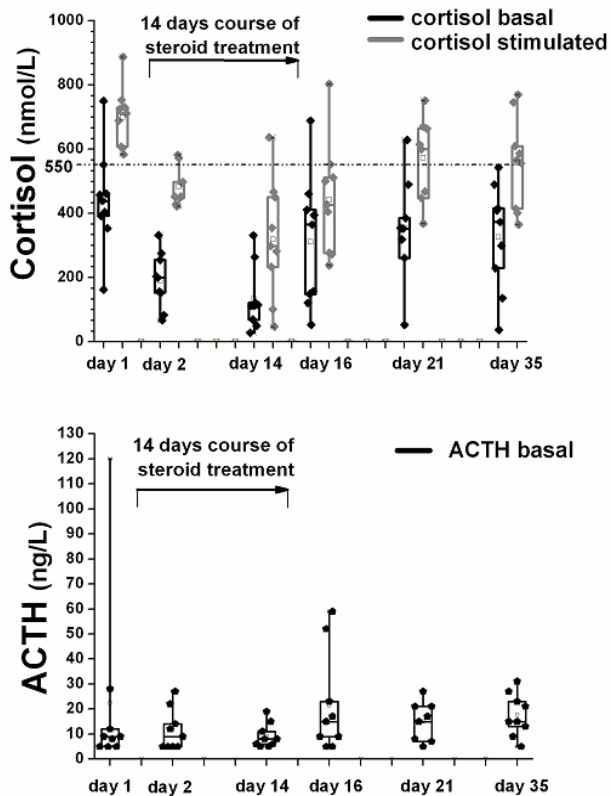 1000
800
600
550
400
200
0
Cortisol (nmol/L)
14 days course of
steroid treatment
cortisol basal
cortisol stimulated
day 1 day 2 day 14 day 16 day 21 day 35
130
120
110
100
90
80
70
60
50
40
30
20
10
0
ACTH (ng/L)
14 days course of
steroid treatment
ACTH basal
day 1 day 2 day 14 day 16 day 21 day 35